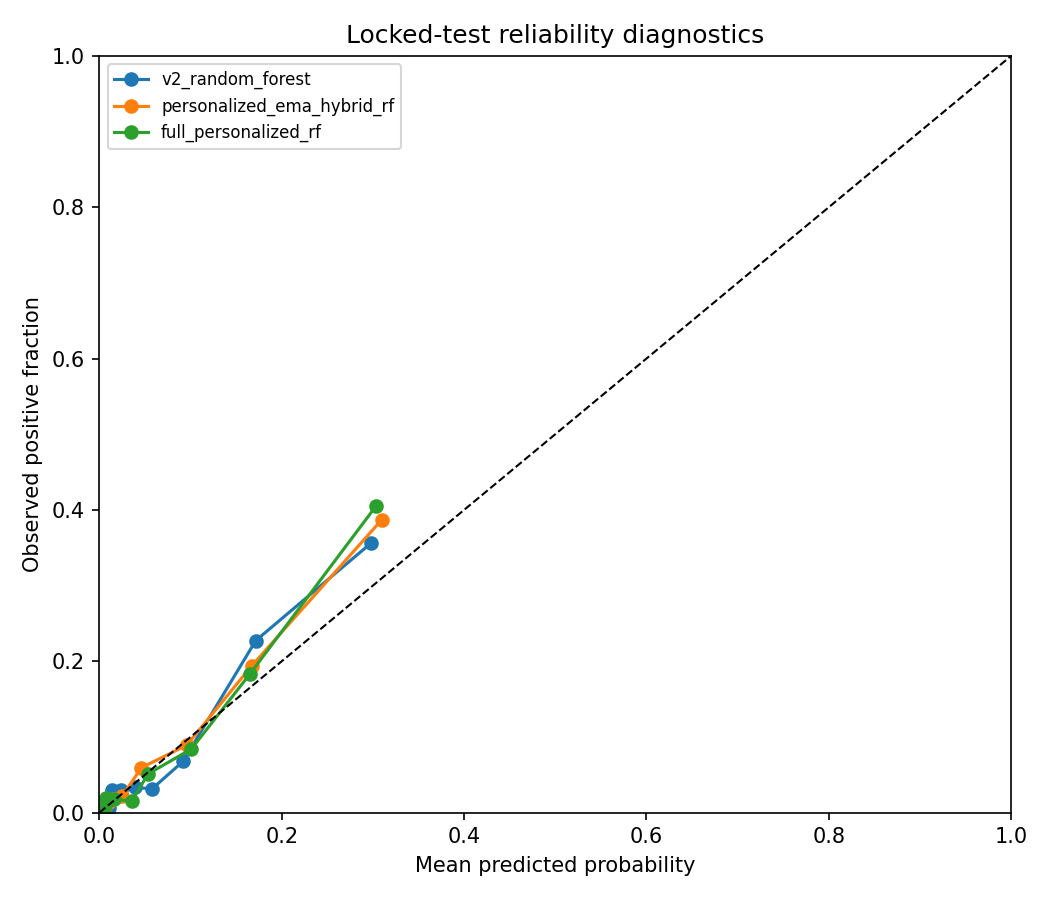 Locked-test reliability diagnostics
v2_random_forest
personalized_ema_hybrid_rf
full_personalized_rf
Observed positive fraction
1.0
0.8
0.6
0.4
0.2
0.0
0.0 0.2 0.4 0.6 0.8 1.0
Mean predicted probability